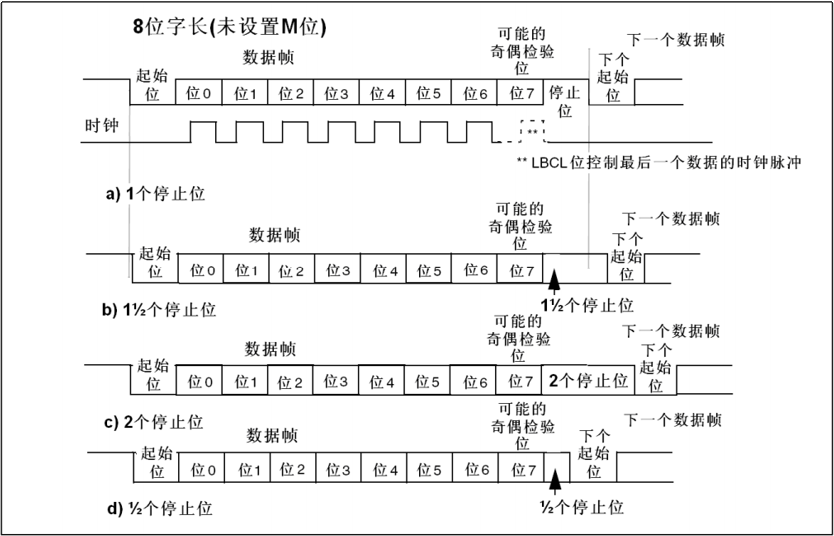 8位字长(未设置M位)
可能的
奇偶检验
位
下一个数据帧
数据帧
下个
起始
位
起始
位
位0
位1
位2
位3
位4
位5
位6
位7
停止
位
时钟
**
** LBCL位控制最后一个数据的时钟脉冲
a) 1个停止位
可能的
奇偶检验
位
下一个数据帧
数据帧
下个
起始
位
起始
位
位0
位1
位2
位3
位4
位5
位6
位7
b) 1½个停止位
1½个停止位
可能的
奇偶检验
位
下一个数据帧
数据帧
下个
起始
位
起始
位
位0
位1
位2
位3
位4
位5
位6
位7
2个停止位
c) 2个停止位
可能的
奇偶检验
位
下一个数据帧
数据帧
下个
起始
位
起始
位
位0
位1
位2
位3
位4
位5
位6
位7
d) ½个停止位
½个停止位